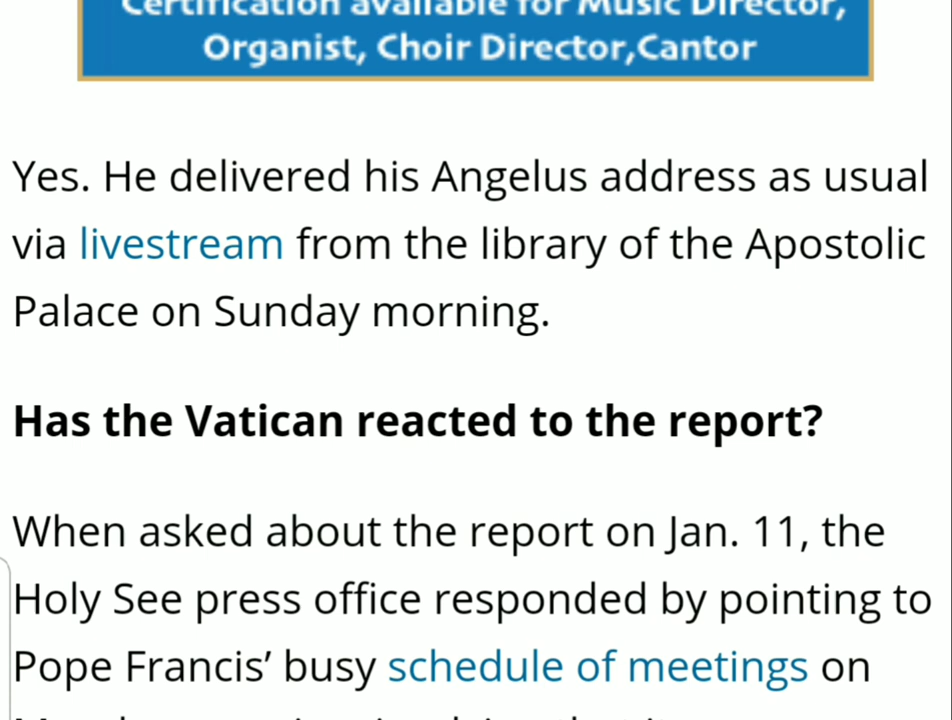 Certification available for Music Director,
Organist, Choir Director,Cantor
Yes. He delivered his Angelus address as usual
via livestream from the library of the Apostolic
Palace on Sunday morning.
Has the Vatican reacted to the report?
When asked about the report on Jan. 11, the
Holy See press office responded by pointing to
Pope Francis’ busy schedule of meetings on